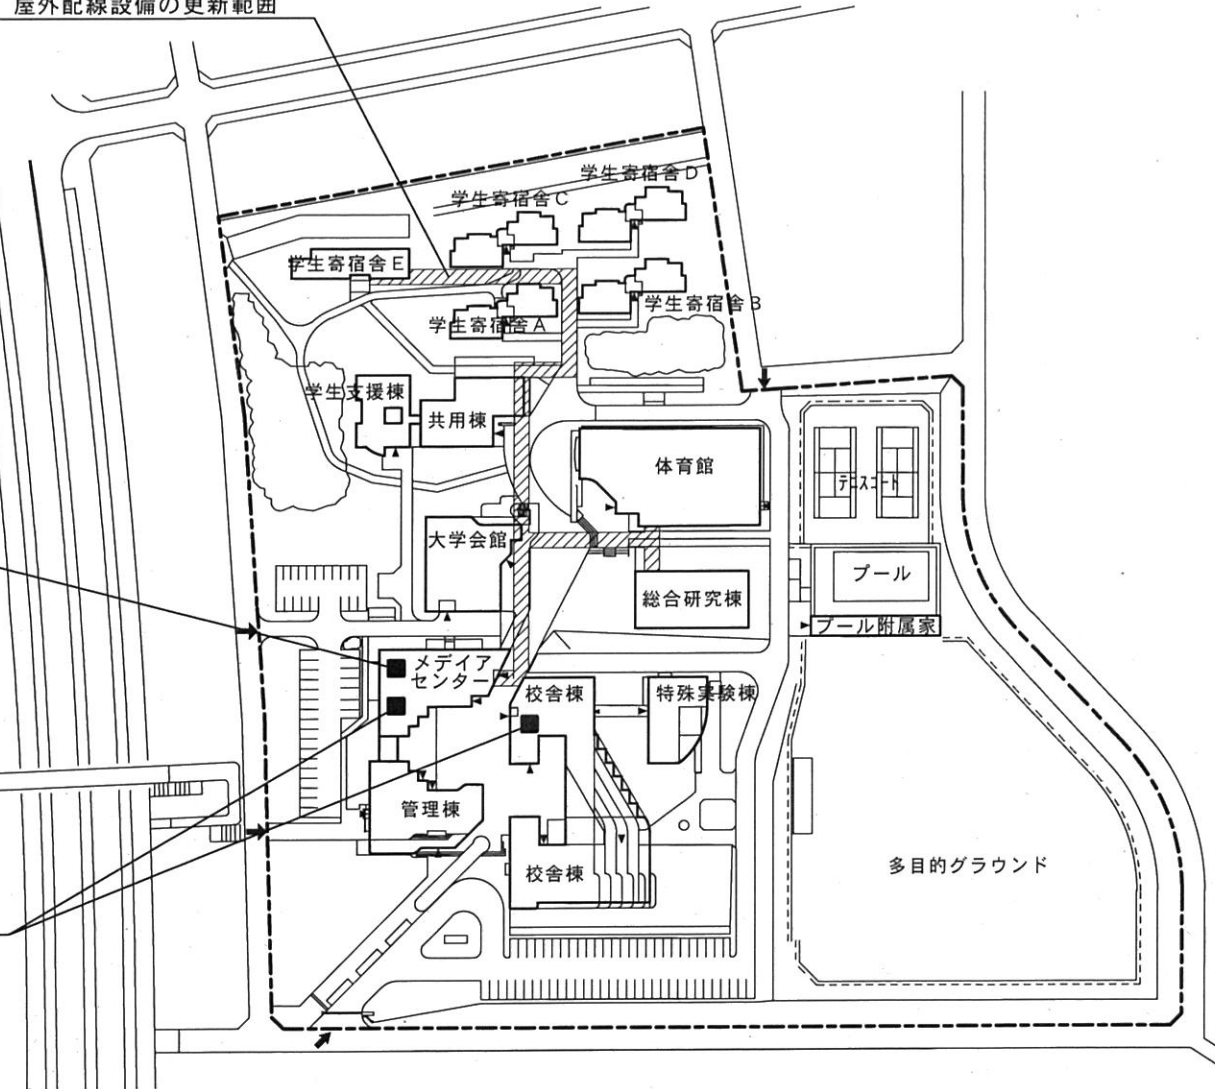 屋外配線設備の更新範囲
学生寄宿舎D
学生寄宿舎C
学生寄宿舎E
学生寄宿舎B
学生寄宿舎A
学生支援棟
共用棟
体育館
テニスコート
大学会館
プール
総合研究棟
プール附属家
メデイア
センター
校舎棟
特殊実験棟
管理棟
校舎棟
多目的グラウンド